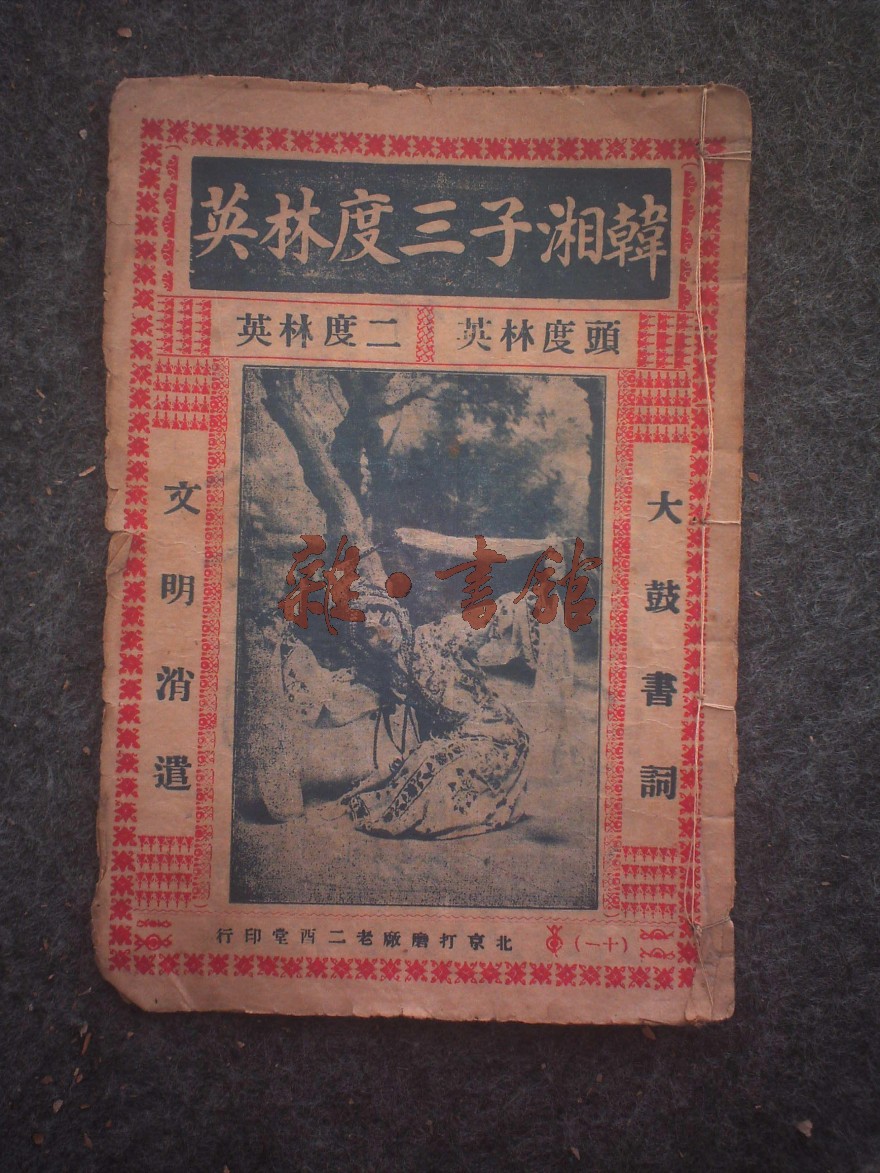 韓湘子三度林英
頭度林英
二度林英
大鼓書詞
文明消遣
雜·書館
(十一)
北京打磨廠老二酉堂印行